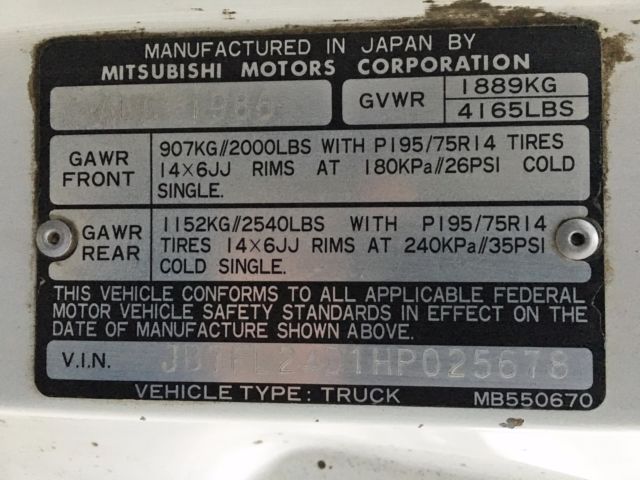 MANUFACTURED IN JAPAN BY
MITSUBISHI MOTORS CORPORATION
AUG 1986
GVWR
1889KG
4165LBS
GAWR
FRONT
907KG//2000LBS WITH P195/75R14 TIRES
14×6JJ RIMS AT 180KPa//26PSI COLD
SINGLE.
GAWR
REAR
1152KG//2540LBS WITH P195/75R14
TIRES 14×6JJ RIMS AT 240KPa//35PSI
COLD SINGLE.
THIS VEHICLE CONFORMS TO ALL APPLICABLE FEDERAL
MOTOR VEHICLE SAFETY STANDARDS IN EFFECT ON THE
DATE OF MANUFACTURE SHOWN ABOVE.
V.I.N.
VEHICLE TYPE: TRUCK
MB550670